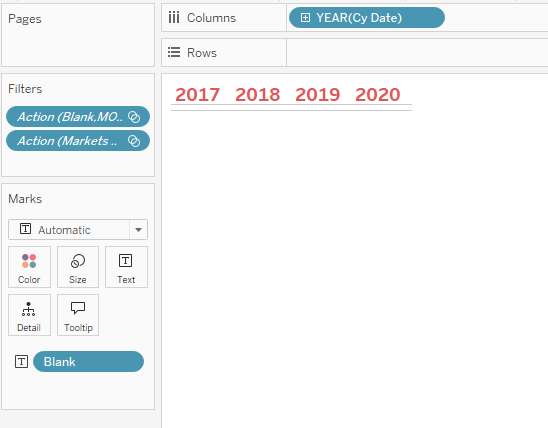 Pages
Columns
YEAR(Cy Date)
Rows
Filters
Action (Blank,MO..
Action (Markets ..
2017 2018 2019 2020
Marks
T Automatic
Color Size Text
Detail Tooltip
T Blank